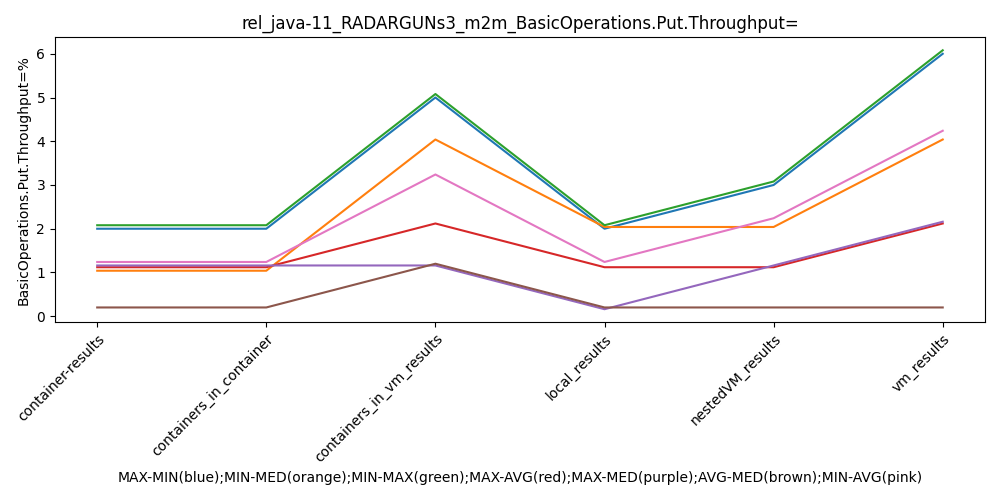 rel_java-11_RADARGUNs3_m2m_BasicOperations.Put.Throughput=
BasicOperations.Put.Throughput=%
6
5
4
3
2
1
0
container-results
containers_in_container
containers_in_vm_results
local_results
nestedVM_results
vm_results
MAX-MIN(blue);MIN-MED(orange);MIN-MAX(green);MAX-AVG(red);MAX-MED(purple);AVG-MED(brown);MIN-AVG(pink)